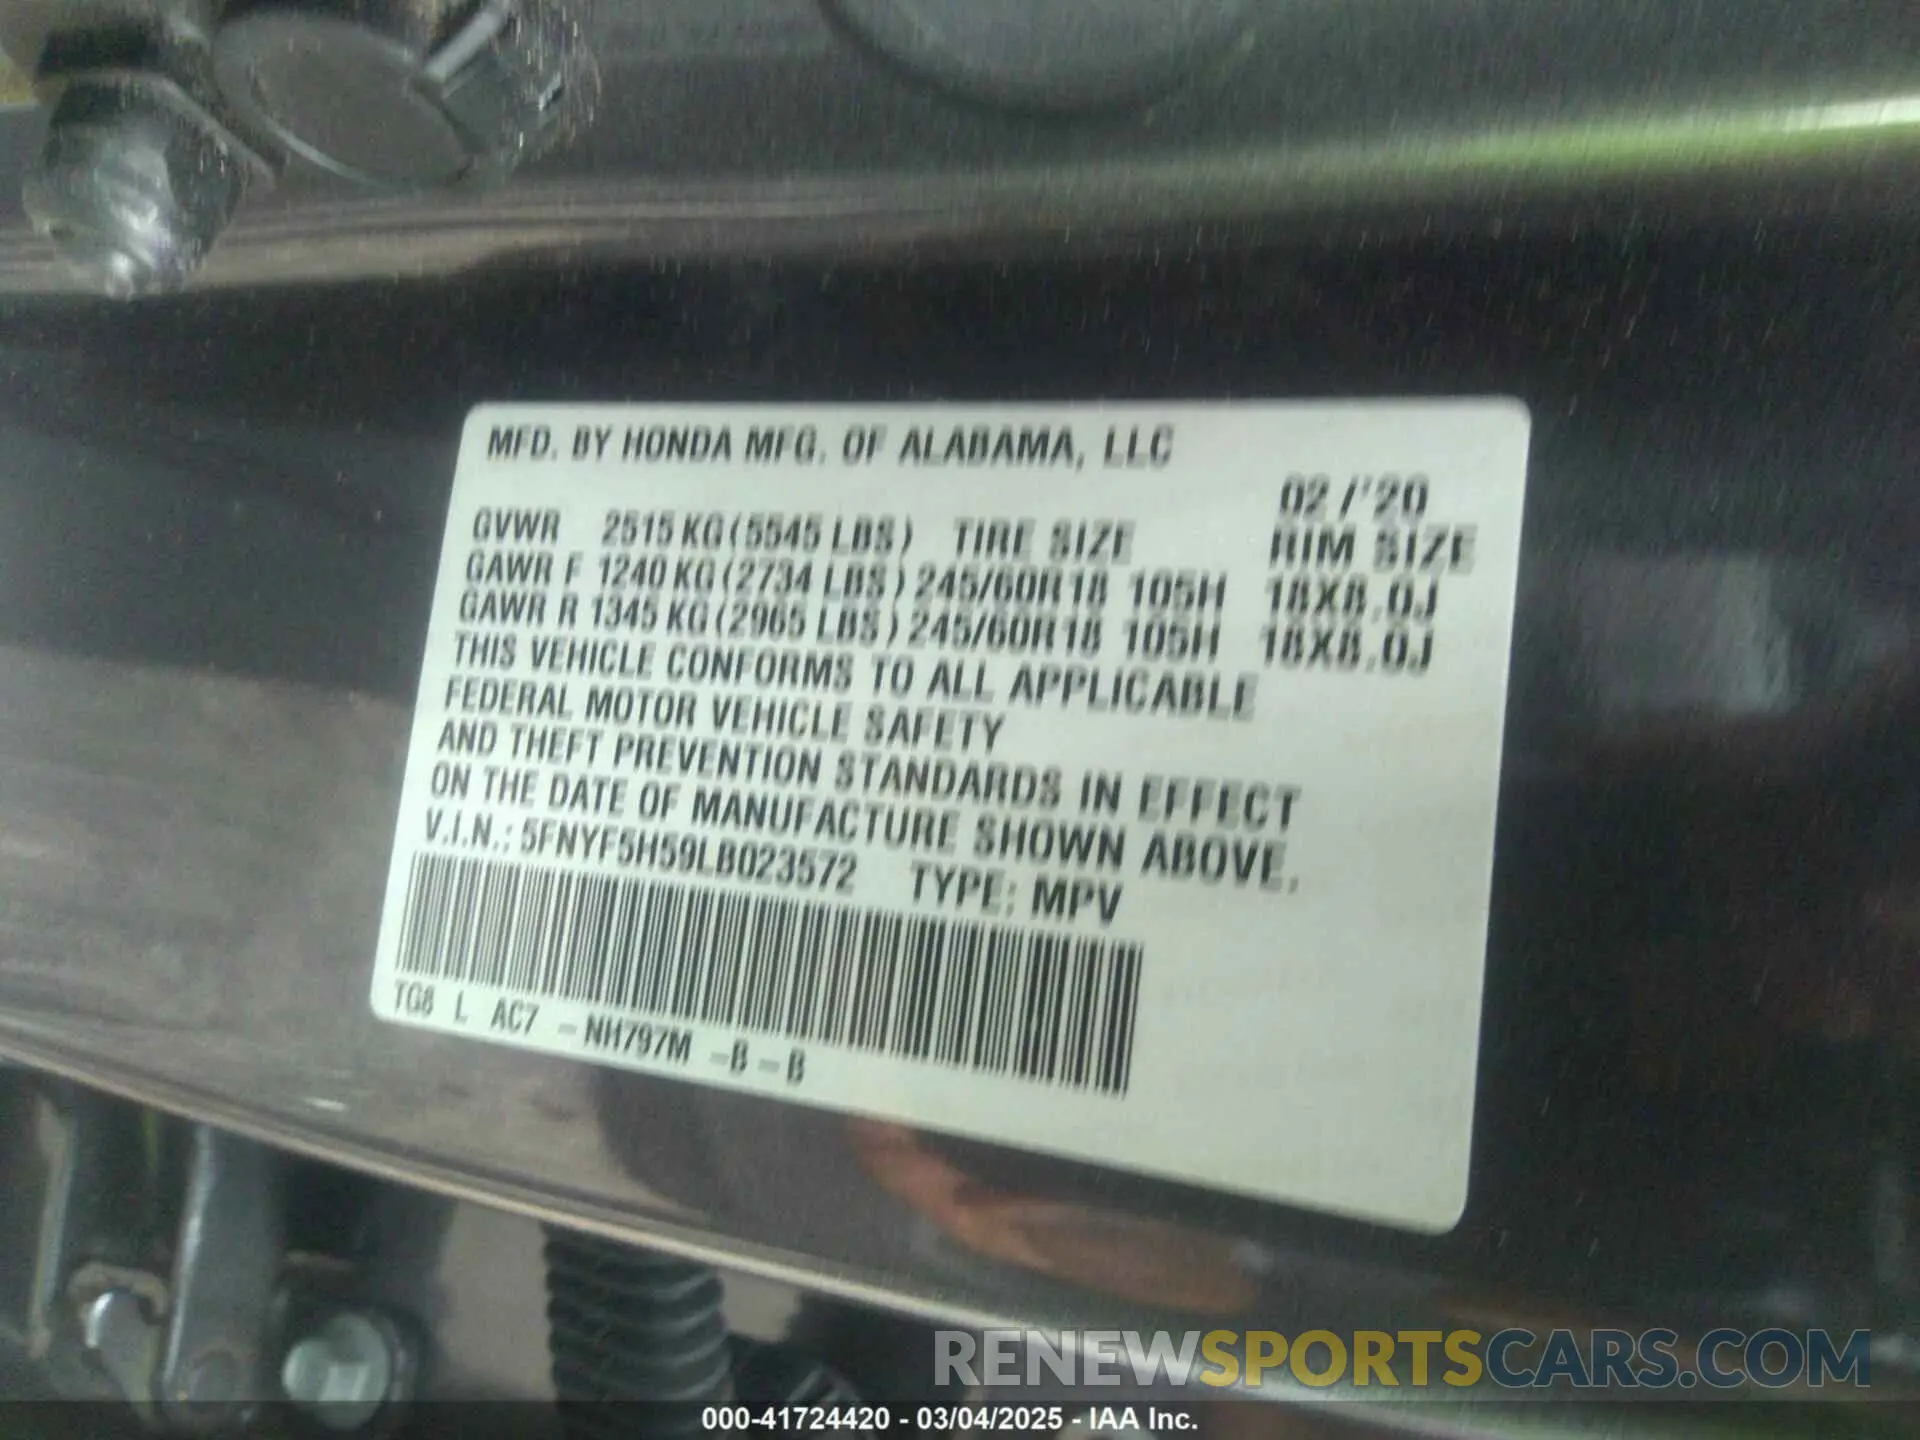 MFD. BY HONDA MFG. OF ALABAMA, LLC
02/'20
GVWR 2515 KG (5545 LBS) TIRE SIZE RIM SIZE
GAWR F 1240 KG (2734 LBS) 245/60R18 105H 18X8.0J
GAWR R 1345 KG (2965 LBS) 245/60R18 105H 18X8.0J
THIS VEHICLE CONFORMS TO ALL APPLICABLE
FEDERAL MOTOR VEHICLE SAFETY
AND THEFT PREVENTION STANDARDS IN EFFECT
ON THE DATE OF MANUFACTURE SHOWN ABOVE.
V.I.N.: 5FNYF5H59LB023572 TYPE: MPV
TG8 L AC7 -NH797M -B-B
RENEWSPORTSCARS.COM
000-41724420 - 03/04/2025 - IAA Inc.